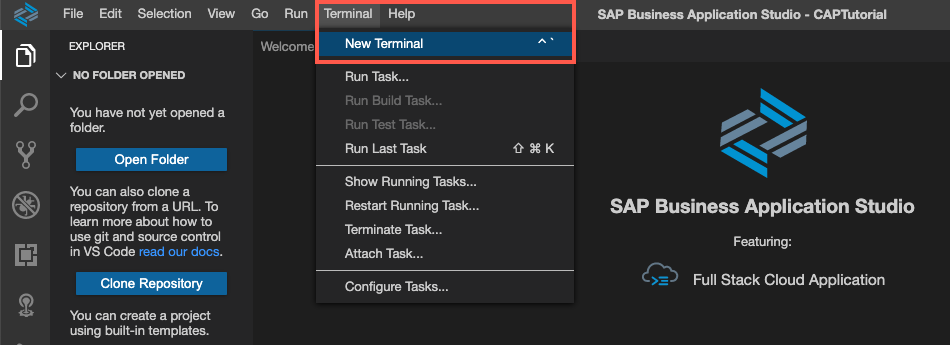 File Edit Selection View Go Run Terminal Help
SAP Business Application Studio - CAPTutorial
EXPLORER
NO FOLDER OPENED
You have not yet opened a
folder.
Open Folder
You can also clone a
repository from a URL. To
learn more about how to
use git and source control
in VS Code read our docs.
Clone Repository
You can create a project
using built-in templates.
Welcome
New Terminal ⌃ `
Run Task...
Run Build Task...
Run Test Task...
Run Last Task ⇧ ⌘ K
Show Running Tasks...
Restart Running Task...
Terminate Task...
Attach Task...
Configure Tasks...
SAP Business Application Studio
Featuring:
Full Stack Cloud Application